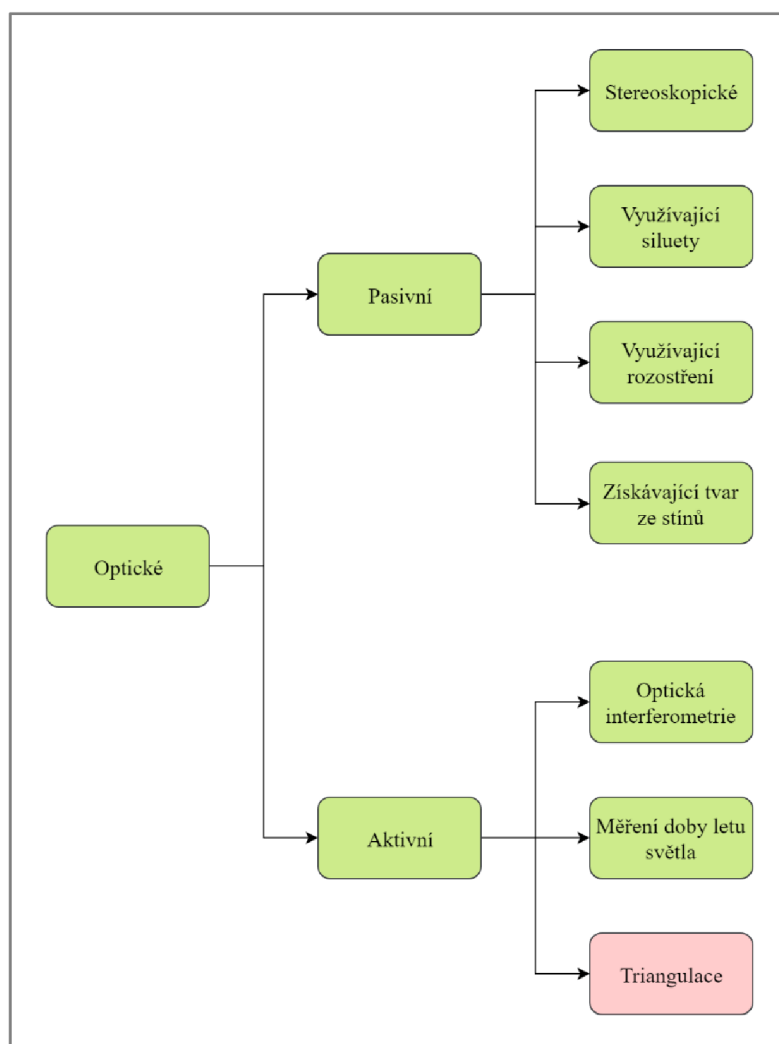 Stereoskopické
Využívající
siluety
Pasivní
Využívající
rozostření
Získávající tvar
ze stínů
Optické
Optická
interferometrie
Aktivní
Měření doby letu
světla
Triangulace